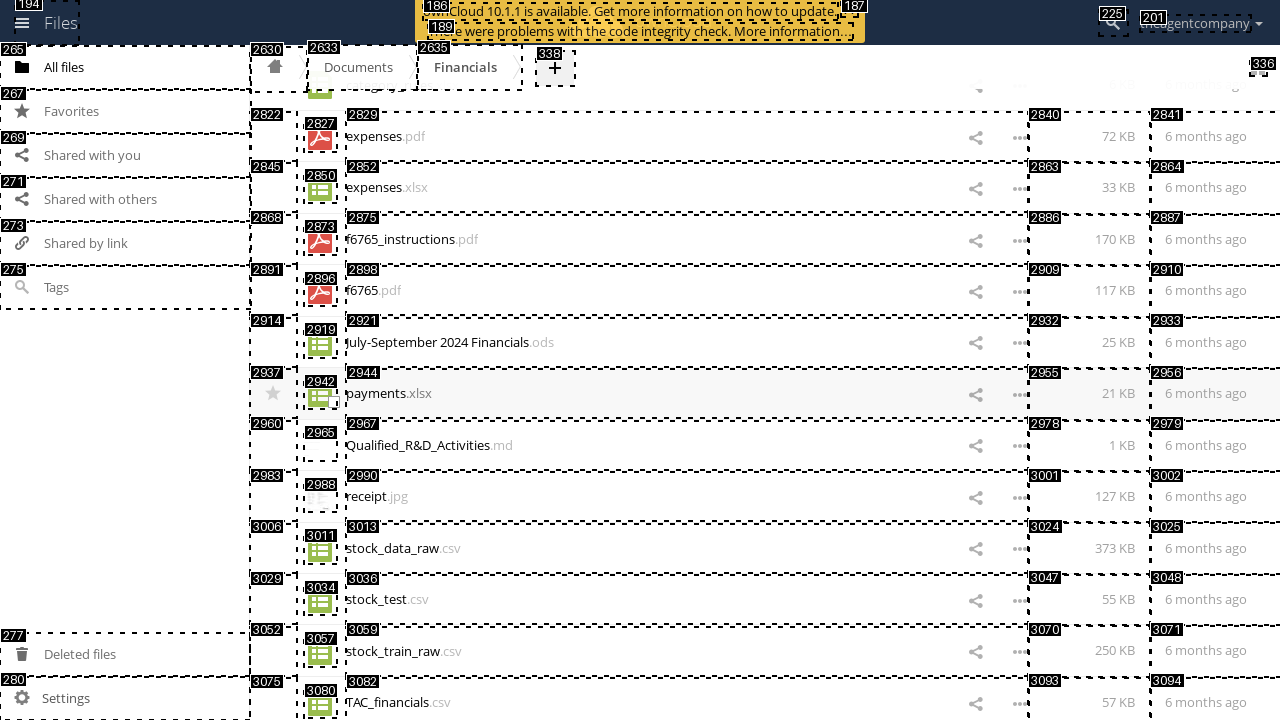 194 Files
186 ownCloud 10.1.1 is available. Get more information on how to update. 187
189 There were problems with the code integrity check. More information…
225 201 theagentcompany
265 All files
2630 2633 Documents 2635 Financials 338 + 336
267 Favorites
269 Shared with you
271 Shared with others
273 Shared by link
275 Tags
277 Deleted files
280 Settings
2822 2827 2829 expenses.pdf 2840 72 KB 2841 6 months ago
2845 2850 2852 expenses.xlsx 2863 33 KB 2864 6 months ago
2868 2873 2875 f6765_instructions.pdf 2886 170 KB 2887 6 months ago
2891 2896 2898 f6765.pdf 2909 117 KB 2910 6 months ago
2914 2919 2921 July-September 2024 Financials.ods 2932 25 KB 2933 6 months ago
2937 2942 2944 payments.xlsx 2955 21 KB 2956 6 months ago
2960 2965 2967 Qualified_R&D_Activities.md 2978 1 KB 2979 6 months ago
2983 2988 2990 receipt.jpg 3001 127 KB 3002 6 months ago
3006 3011 3013 stock_data_raw.csv 3024 373 KB 3025 6 months ago
3029 3034 3036 stock_test.csv 3047 55 KB 3048 6 months ago
3052 3057 3059 stock_train_raw.csv 3070 250 KB 3071 6 months ago
3075 3080 3082 TAC_financials.csv 3093 57 KB 3094 6 months ago